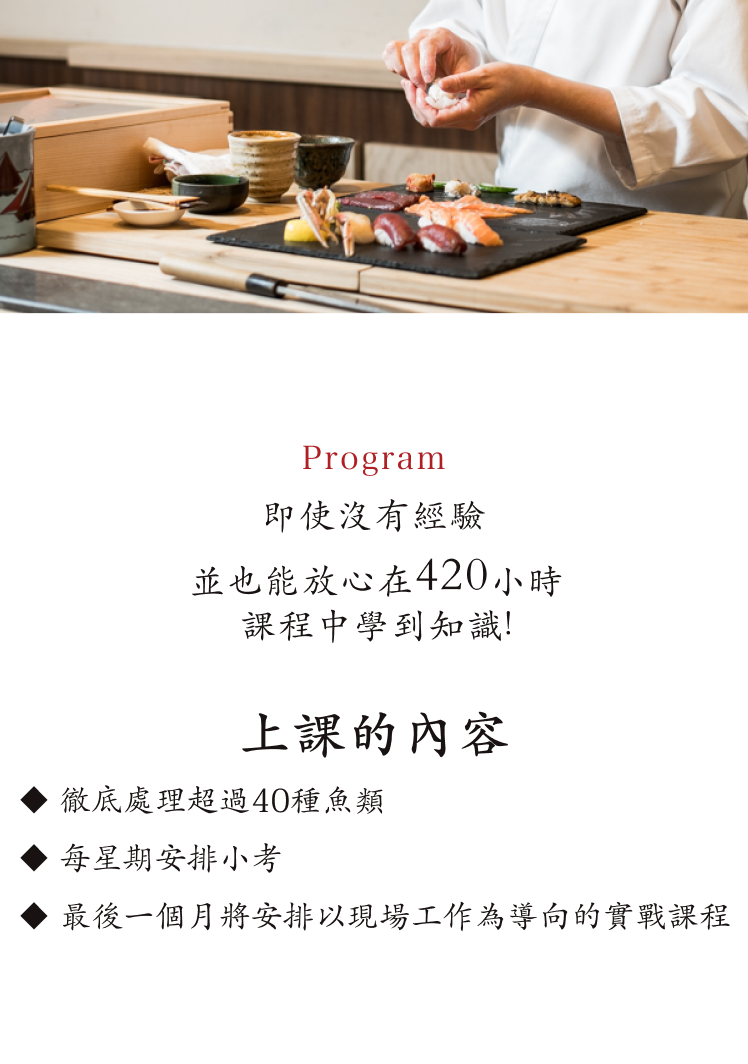 Program
即使沒有經驗
並也能放心在420小時
課程中學到知識!
上課的內容
◆ 徹底處理超過40種魚類
◆ 每星期安排小考
◆ 最後一個月將安排以現場工作為導向的實戰課程